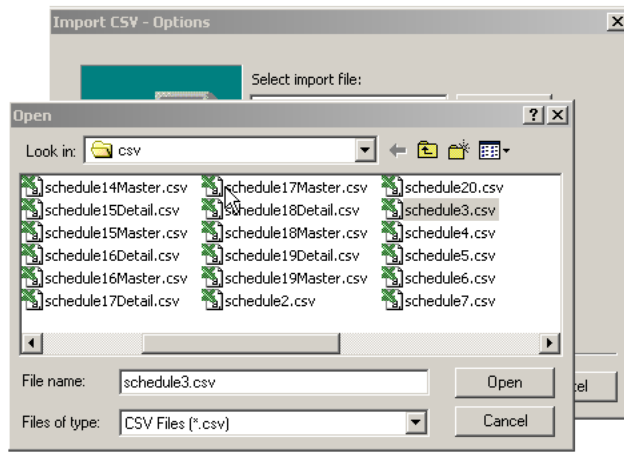 Import CSV - Options
Select import file:
Open
Look in: csv
schedule14Master.csv schedule17Master.csv schedule20.csv
schedule15Detail.csv schedule18Detail.csv schedule3.csv
schedule15Master.csv schedule18Master.csv schedule4.csv
schedule16Detail.csv schedule19Detail.csv schedule5.csv
schedule16Master.csv schedule19Master.csv schedule6.csv
schedule17Detail.csv schedule2.csv schedule7.csv
File name: schedule3.csv Open
Files of type: CSV Files (*.csv) Cancel